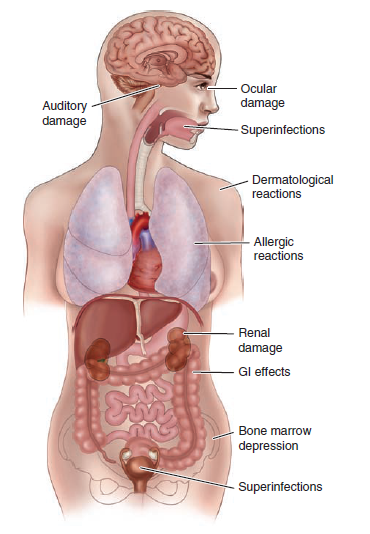 Ocular
damage
Auditory
damage
Superinfections
Dermatological
reactions
Allergic
reactions
Renal
damage
GI effects
Bone marrow
depression
Superinfections